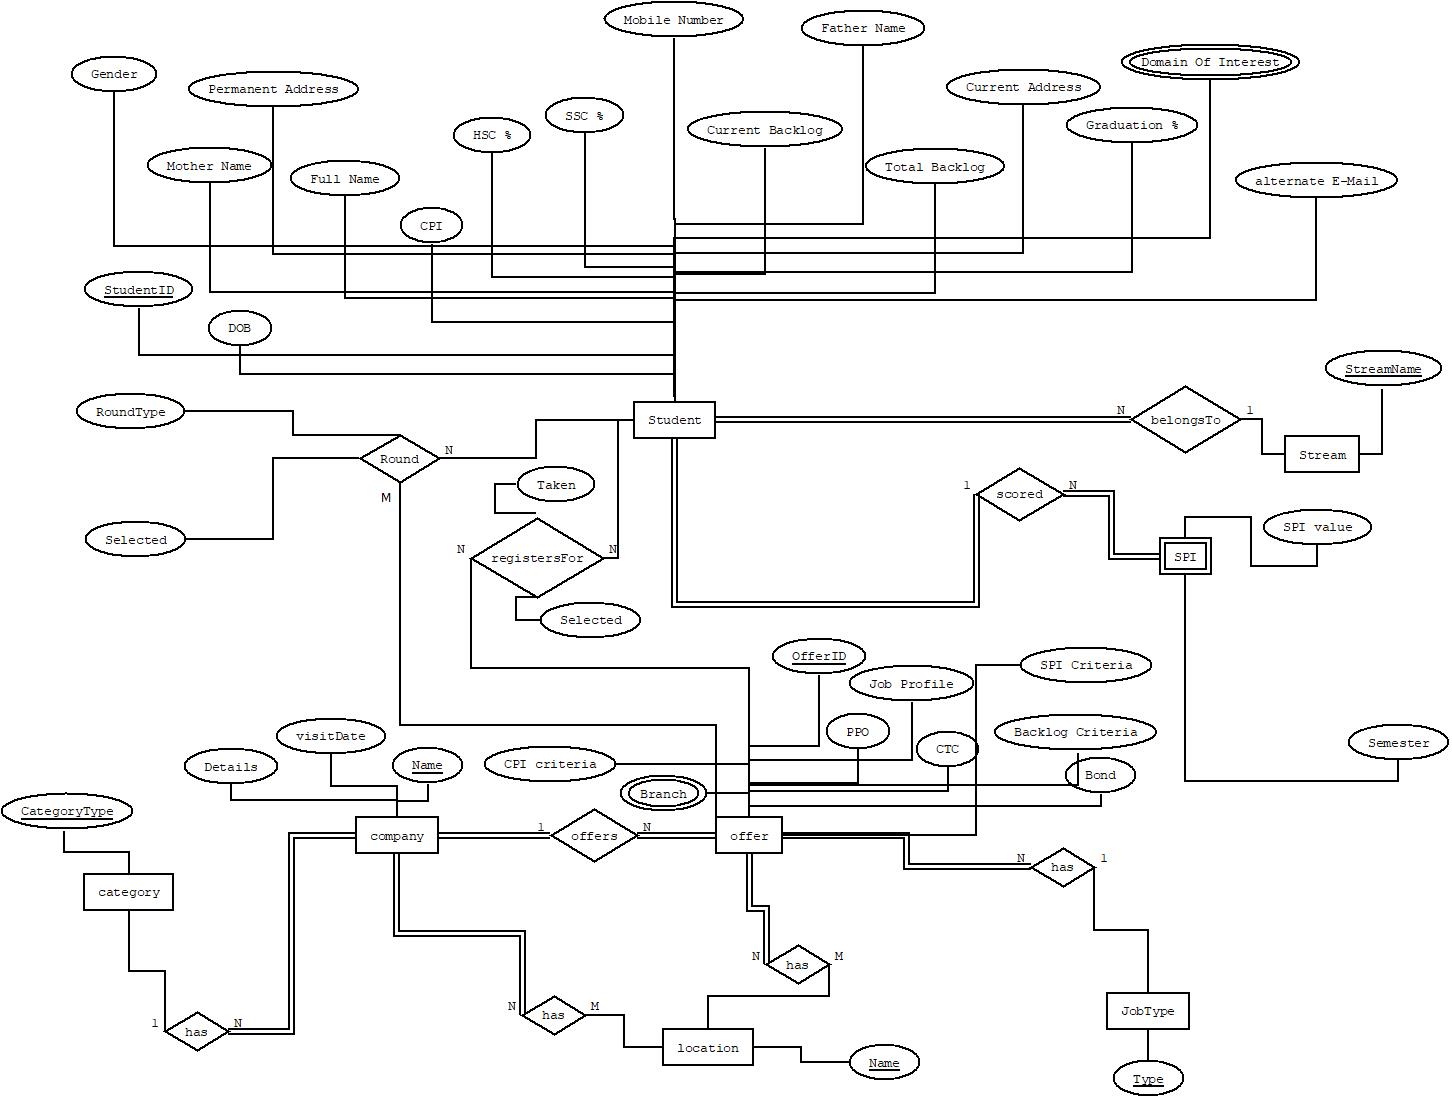 Mobile Number
Father Name
Domain Of Interest
Gender
Permanent Address
Current Address
SSC %
Graduation %
HSC %
Current Backlog
Mother Name
Total Backlog
Full Name
alternate E-Mail
CPI
StudentID
DOB
StreamName
RoundType
N
1
Student
belongsTo
N
Round
Stream
Taken
1
N
scored
M
Selected
SPI value
N
N
registersFor
SPI
Selected
OfferID
SPI Criteria
Job Profile
visitDate
PPO
Backlog Criteria
Semester
CTC
Details
Name
CPI criteria
Bond
Branch
CategoryType
1
N
company
offers
offer
N
1
has
category
N
M
has
N
M
has
JobType
1
N
has
location
Name
Type